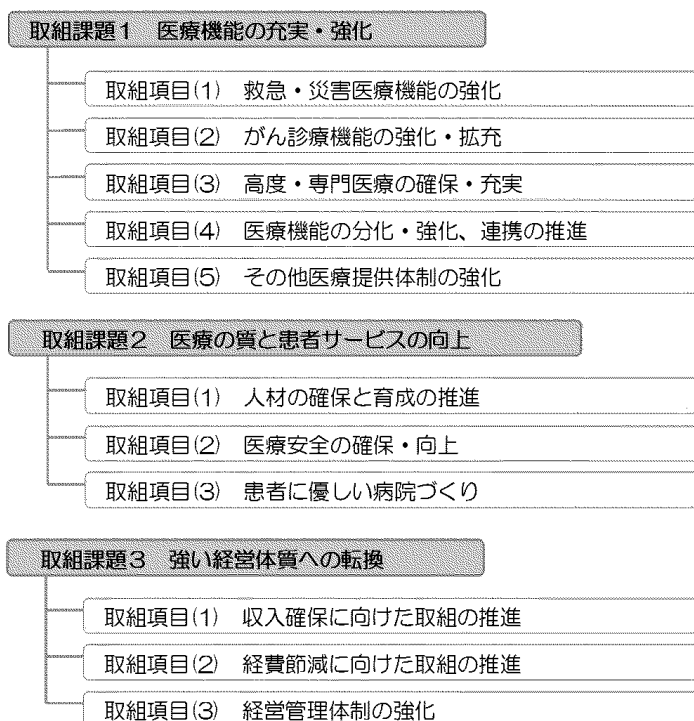 取組課題1 医療機能の充実・強化
取組項目(1) 救急・災害医療機能の強化
取組項目(2) がん診療機能の強化・拡充
取組項目(3) 高度・専門医療の確保・充実
取組項目(4) 医療機能の分化・強化、連携の推進
取組項目(5) その他医療提供体制の強化
取組課題2 医療の質と患者サービスの向上
取組項目(1) 人材の確保と育成の推進
取組項目(2) 医療安全の確保・向上
取組項目(3) 患者に優しい病院づくり
取組課題3 強い経営体質への転換
取組項目(1) 収入確保に向けた取組の推進
取組項目(2) 経費節減に向けた取組の推進
取組項目(3) 経営管理体制の強化